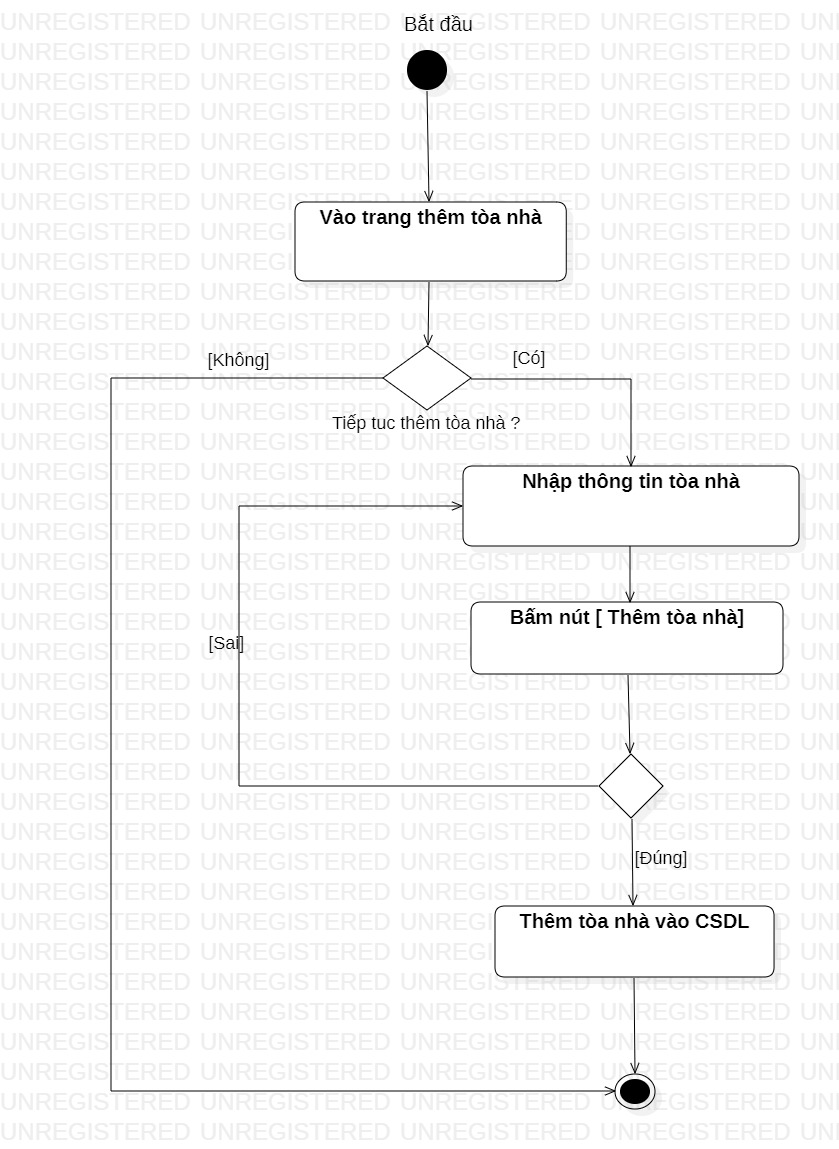 Bắt đầu
Vào trang thêm tòa nhà
[Không]
[Có]
Tiếp tuc thêm tòa nhà ?
Nhập thông tin tòa nhà
Bấm nút [ Thêm tòa nhà]
[Sai]
[Đúng]
Thêm tòa nhà vào CSDL
UNREGISTERED